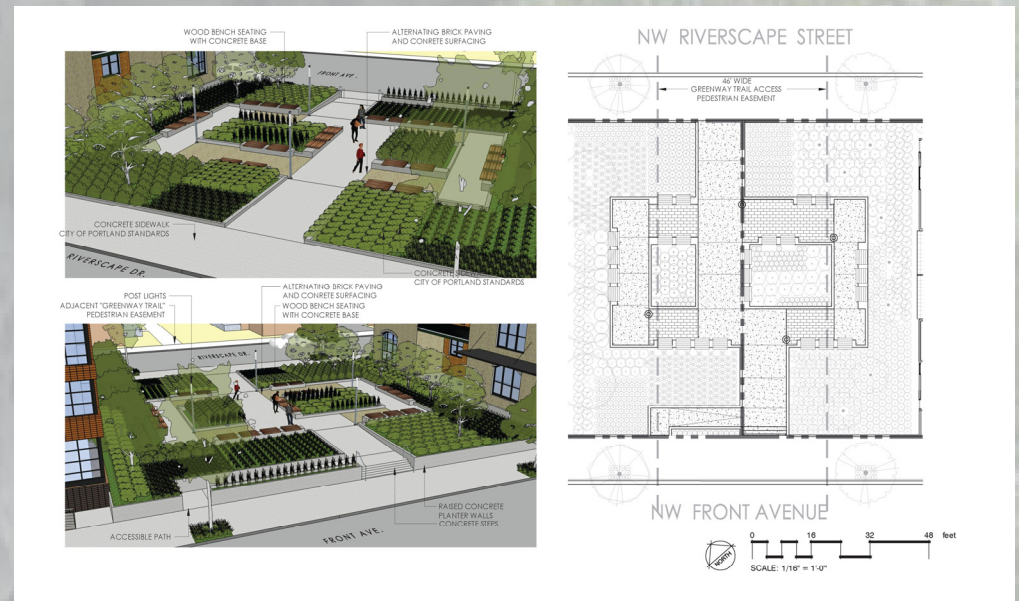 WOOD BENCH SEATING
WITH CONCRETE BASE
ALTERNATING BRICK PAVING
AND CONRETE SURFACING
FRONT AVE.
CONCRETE SIDEWALK
CITY OF PORTLAND STANDARDS
RIVERSCAPE DR.
CONCRETE
CITY OF PORTLAND STANDARDS
POST LIGHTS
ADJACENT "GREENWAY TRAIL"
PEDESTRIAN EASEMENT
ALTERNATING BRICK PAVING
AND CONRETE SURFACING
WOOD BENCH SEATING
WITH CONCRETE BASE
RIVERSCAPE DR.
RAISED CONCRETE
PLANTER WALLS
CONCRETE STEPS
ACCESSIBLE PATH
FRONT AVE.
NW RIVERSCAPE STREET
46' WIDE
GREENWAY TRAIL ACCESS
PEDESTRIAN EASEMENT
NW FRONT AVENUE
NORTH
0 16 32 48 feet
SCALE: 1/16" = 1'-0"